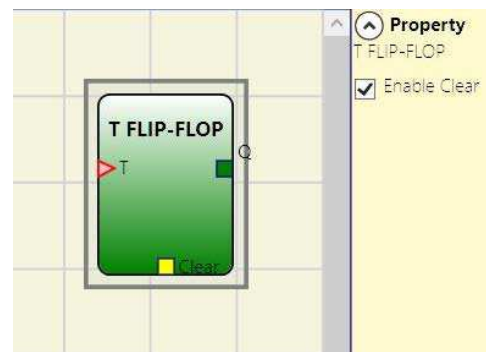 T FLIP-FLOP
T
Q
Clear
Property
T FLIP-FLOP
Enable Clear